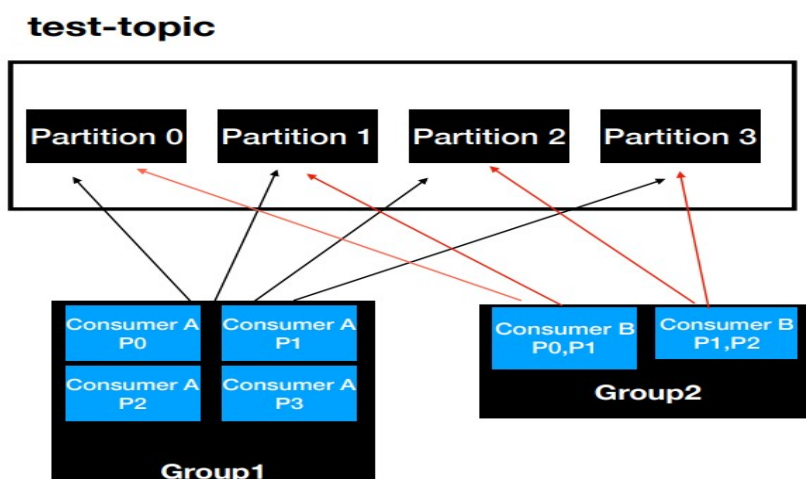 test-topic
Partition 0
Partition 1
Partition 2
Partition 3
Consumer A
P0
Consumer A
P1
Consumer A
P2
Consumer A
P3
Group1
Consumer B
P0,P1
Consumer B
P1,P2
Group2